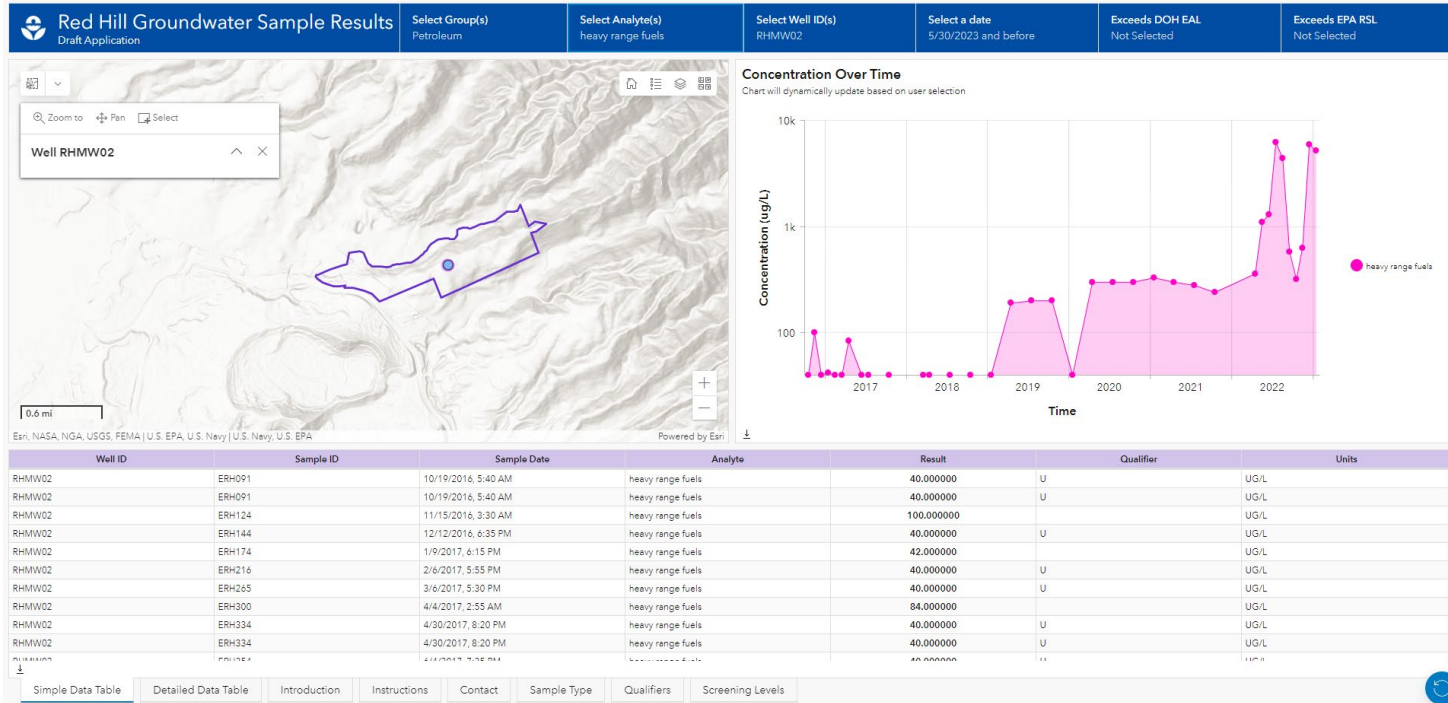 Red Hill Groundwater Sample Results
Draft Application
Select Group(s)
Petroleum
Select Analyte(s)
heavy range fuels
Select Well ID(s)
RHMW02
Select a date
5/30/2023 and before
Exceeds DOH EAL
Not Selected
Exceeds EPA RSL
Not Selected
Zoom to Pan Select
Well RHMW02
0.6 mi
Esri, NASA, NGA, USGS, FEMA | U.S. EPA, U.S. Navy | U.S. Navy, U.S. EPA Powered by Esri
Concentration Over Time
Chart will dynamically update based on user selection
Concentration (ug/L)
10k
1k
100
2017 2018 2019 2020 2021 2022
Time
heavy range fuels
Well ID Sample ID Sample Date Analyte Result Qualifier Units
RHMW02 ERH091 10/19/2016, 5:40 AM heavy range fuels 40.000000 U UG/L
RHMW02 ERH091 10/19/2016, 5:40 AM heavy range fuels 40.000000 U UG/L
RHMW02 ERH124 11/15/2016, 3:30 AM heavy range fuels 100.000000 UG/L
RHMW02 ERH144 12/12/2016, 6:35 PM heavy range fuels 40.000000 U UG/L
RHMW02 ERH174 1/9/2017, 6:15 PM heavy range fuels 42.000000 UG/L
RHMW02 ERH216 2/6/2017, 5:55 PM heavy range fuels 40.000000 U UG/L
RHMW02 ERH265 3/6/2017, 5:30 PM heavy range fuels 40.000000 U UG/L
RHMW02 ERH300 4/4/2017, 2:55 AM heavy range fuels 84.000000 UG/L
RHMW02 ERH334 4/30/2017, 8:20 PM heavy range fuels 40.000000 U UG/L
RHMW02 ERH334 4/30/2017, 8:20 PM heavy range fuels 40.000000 U UG/L
Simple Data Table Detailed Data Table Introduction Instructions Contact Sample Type Qualifiers Screening Levels